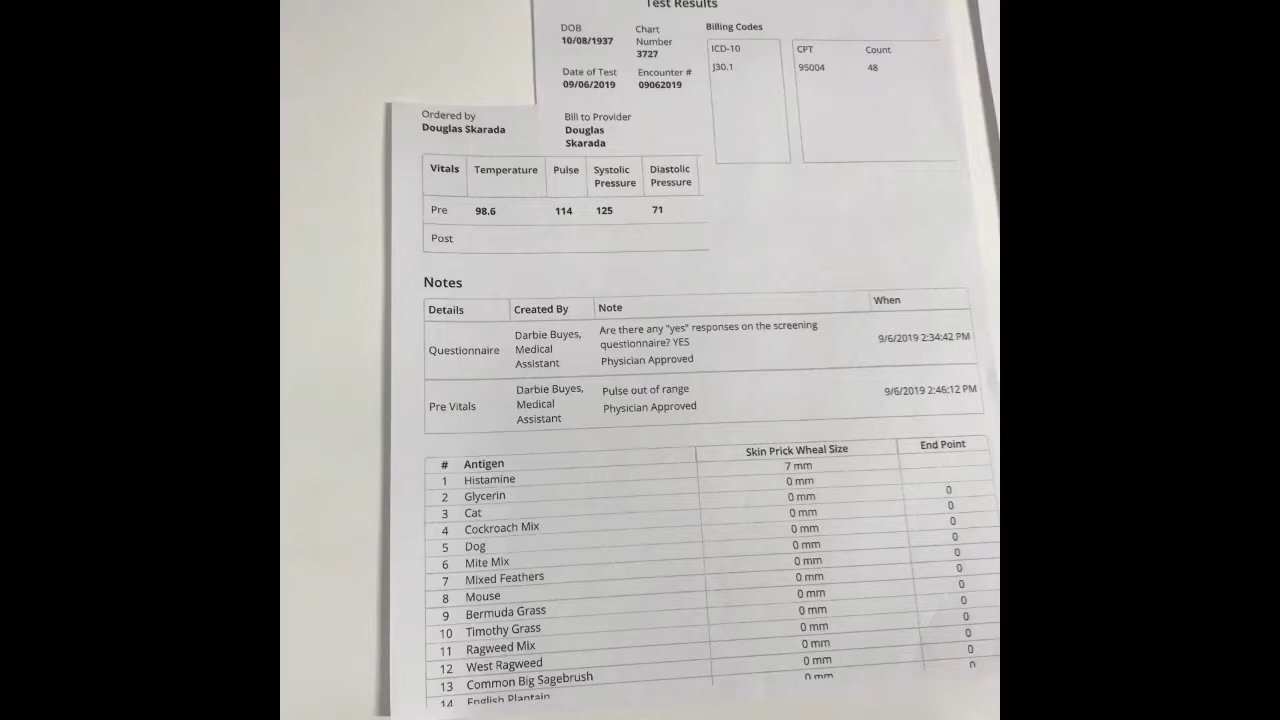 Test Results
DOB
10/08/1937
Chart
Number
3727
Billing Codes
ICD-10
J30.1
CPT Count
95004 48
Date of Test
09/06/2019
Encounter #
09062019
Ordered by
Douglas Skarada
Bill to Provider
Douglas
Skarada
Vitals Temperature Pulse Systolic Pressure Diastolic Pressure
Pre 98.6 114 125 71
Post
Notes
Details Created By Note When
Questionnaire
Darbie Buyes,
Medical
Assistant
Are there any "yes" responses on the screening
questionnaire? YES
Physician Approved
9/6/2019 2:34:42 PM
Pre Vitals
Darbie Buyes,
Medical
Assistant
Pulse out of range
Physician Approved
9/6/2019 2:46:12 PM
# Antigen Skin Prick Wheal Size End Point
1 Histamine 7 mm
2 Glycerin 0 mm
3 Cat 0 mm 0
4 Cockroach Mix 0 mm 0
5 Dog 0 mm 0
6 Mite Mix 0 mm 0
7 Mixed Feathers 0 mm 0
8 Mouse 0 mm 0
9 Bermuda Grass 0 mm 0
10 Timothy Grass 0 mm 0
11 Ragweed Mix 0 mm 0
12 West Ragweed 0 mm 0
13 Common Big Sagebrush 0 mm 0
14 English Plantain 0 mm 0